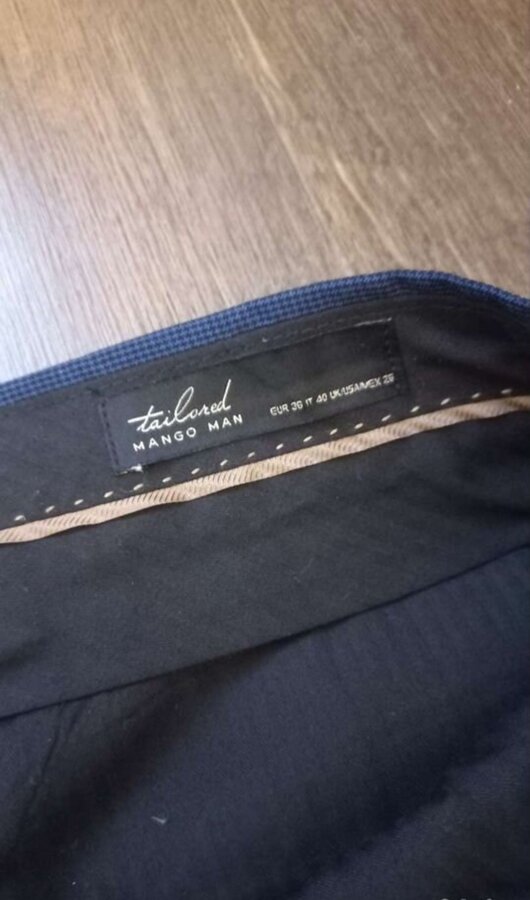 tailored
MANGO MAN
EUR 36 IT 40 UK/USA/MEX 28